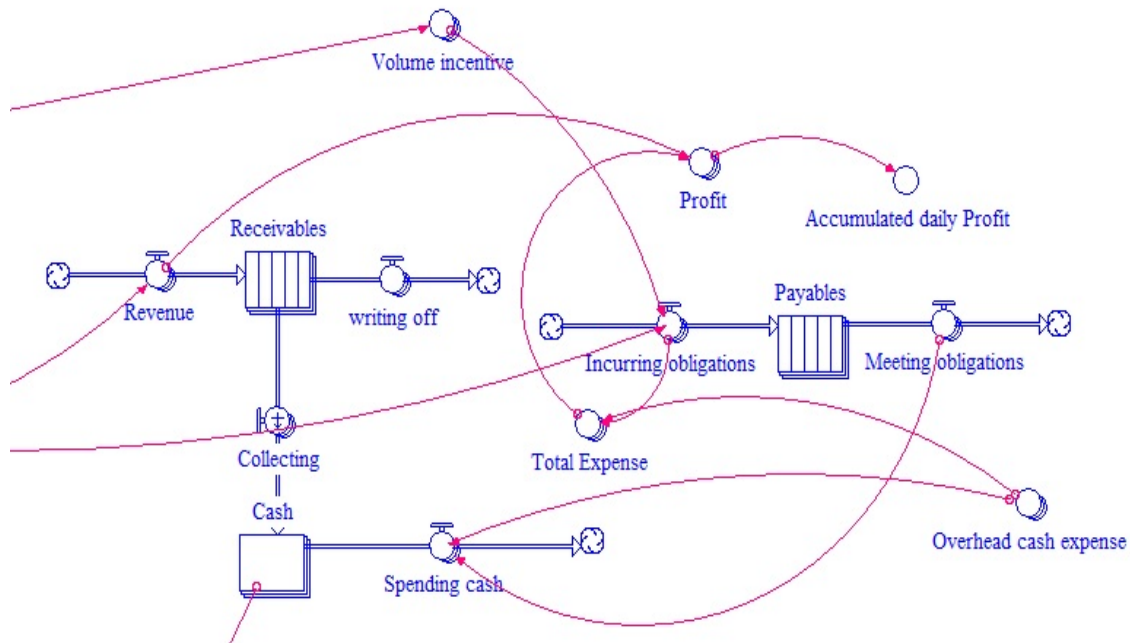 Volume incentive
Profit
Accumulated daily Profit
Receivables
Revenue
writing off
Payables
Incurring obligations
Meeting obligations
Collecting
Total Expense
Cash
Spending cash
Overhead cash expense